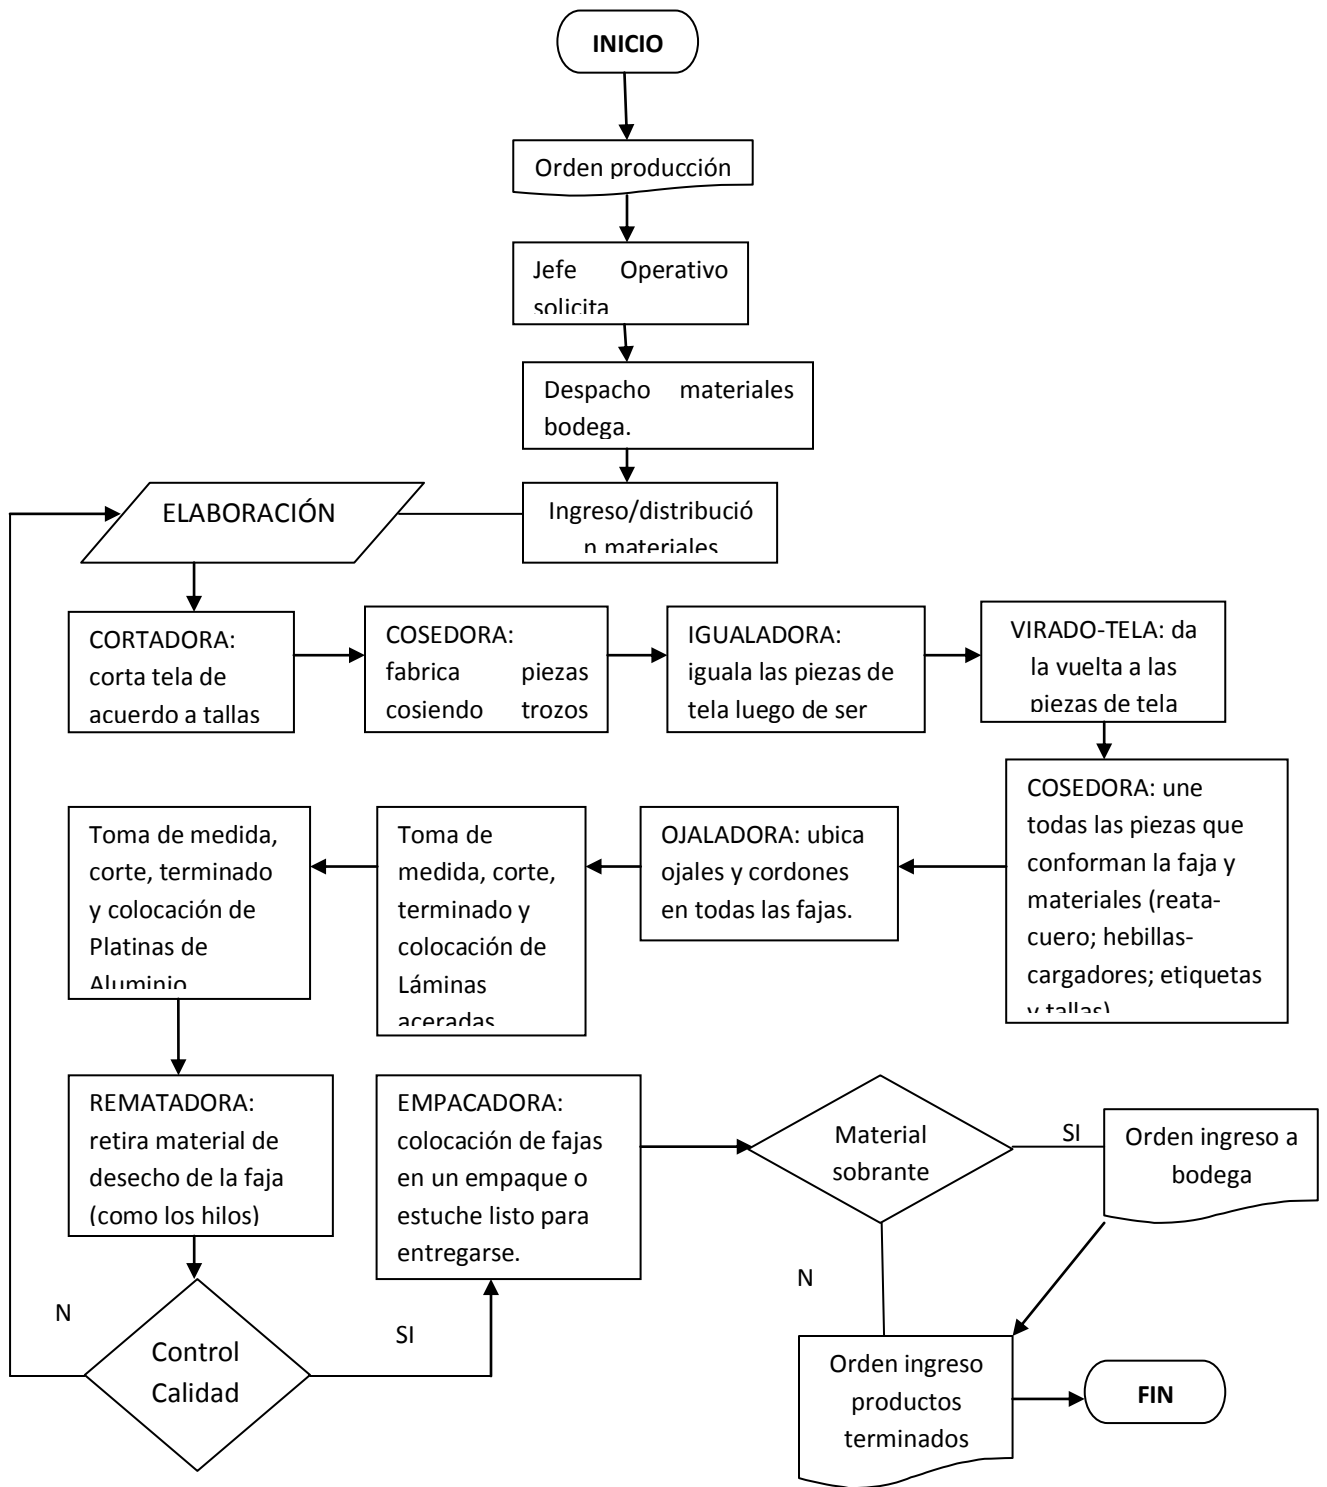 INICIO
Orden producción
Jefe Operativo
solicita
Despacho materiales
bodega.
ELABORACIÓN
Ingreso/distribució
n materiales
CORTADORA:
corta tela de
acuerdo a tallas
COSEDORA:
fabrica piezas
cosiendo trozos
IGUALADORA:
iguala las piezas de
tela luego de ser
VIRADO-TELA: da
la vuelta a las
piezas de tela
Toma de medida,
corte, terminado
y colocación de
Platinas de
Aluminio
Toma de
medida, corte,
terminado y
colocación de
Láminas
aceradas
OJALADORA: ubica
ojales y cordones
en todas las fajas.
COSEDORA: une
todas las piezas que
conforman la faja y
materiales (reata-
cuero; hebillas-
cargadores; etiquetas
y tallas)
REMATADORA:
retira material de
desecho de la faja
(como los hilos)
EMPACADORA:
colocación de fajas
en un empaque o
estuche listo para
entregarse.
Material
sobrante
SI
Orden ingreso a
bodega
N
N
SI
Control
Calidad
Orden ingreso
productos
terminados
FIN